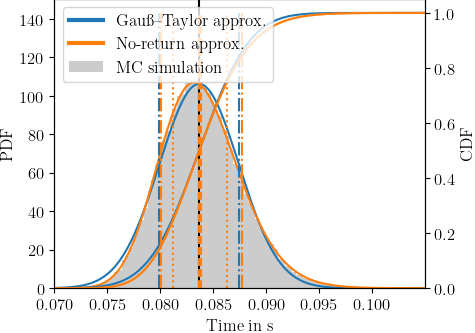 Gauß–Taylor approx.
No-return approx.
MC simulation
PDF
140
120
100
80
60
40
20
0
CDF
1.0
0.8
0.6
0.4
0.2
0.0
0.070 0.075 0.080 0.085 0.090 0.095 0.100
Time in s